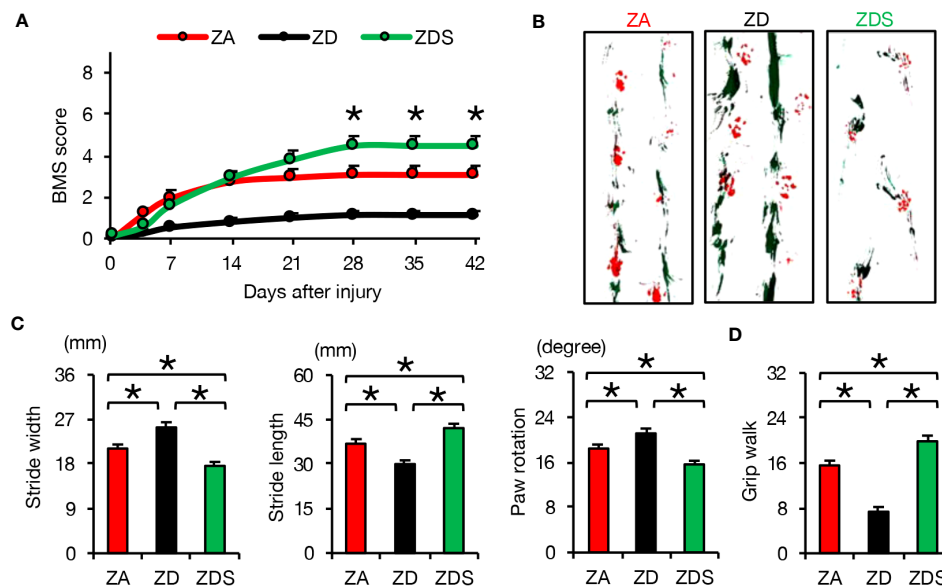 A
ZA ZD ZDS
8
6
4
2
0
BMS score
* * *
0 7 14 21 28 35 42
Days after injury
B
ZA ZD ZDS
C
(mm)
36
27
18
9
0
Stride width
*
* *
ZA ZD ZDS
(mm)
60
45
30
15
0
Stride length
*
* *
ZA ZD ZDS
(degree)
32
24
16
8
0
Paw rotation
*
* *
ZA ZD ZDS
D
32
24
16
8
0
Grip walk
*
* *
ZA ZD ZDS